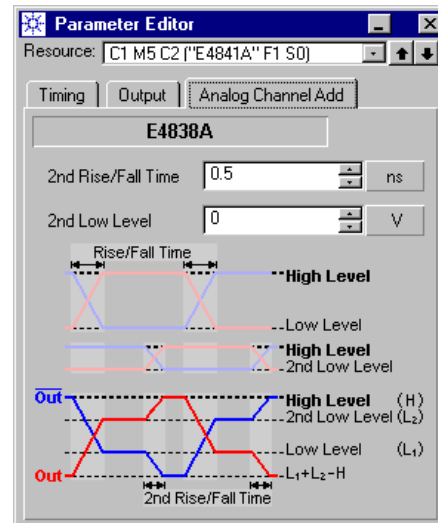 Parameter Editor
Resource: C1 M5 C2 ("E4841A" F1 S0)
Timing Output Analog Channel Add
E4838A
2nd Rise/Fall Time 0.5 ns
2nd Low Level 0 V
Rise/Fall Time
High Level
Low Level
High Level
2nd Low Level
Out High Level (H)
2nd Low Level (L₂)
Low Level (L₁)
Out L₁+L₂-H
2nd Rise/Fall Time